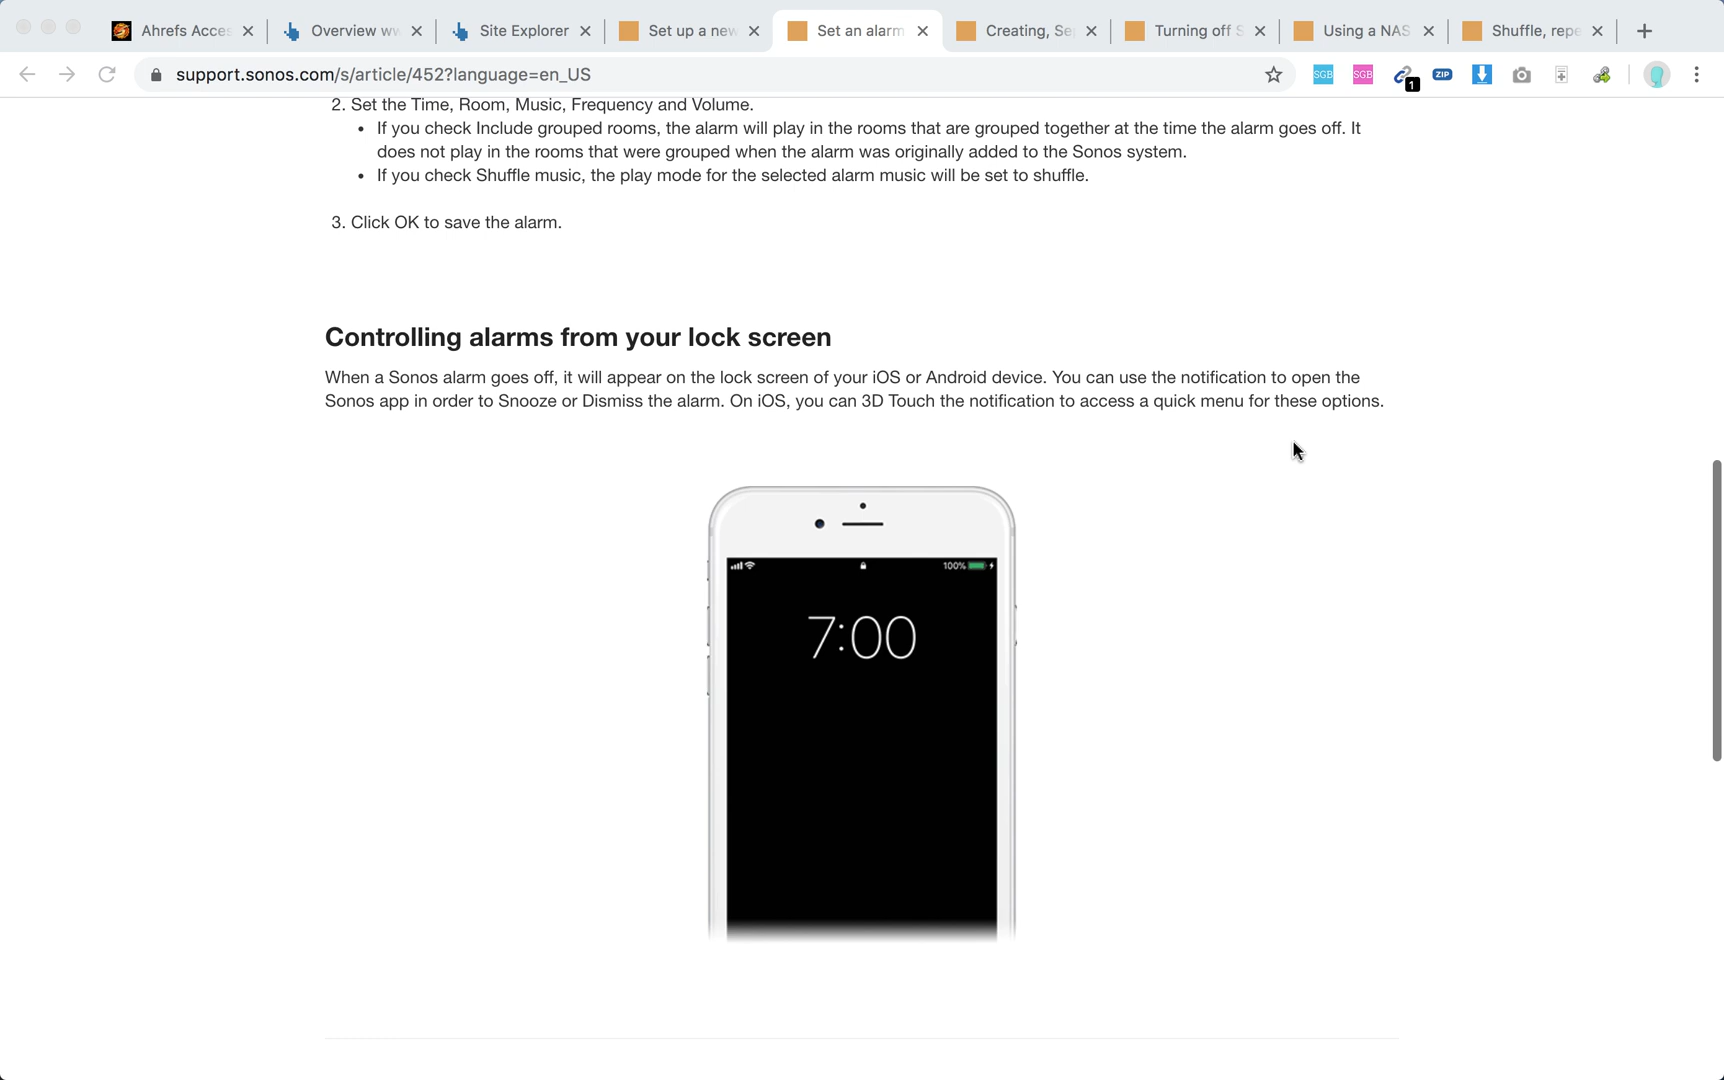 Ahrefs Acces
Overview ww
Site Explorer
Set up a new
Set an alarm
Creating, Se
Turning off S
Using a NAS
Shuffle, repe
support.sonos.com/s/article/452?language=en_US
SGB
SGB
1
ZIP
2. Set the Time, Room, Music, Frequency and Volume.
• If you check Include grouped rooms, the alarm will play in the rooms that are grouped together at the time the alarm goes off. It
does not play in the rooms that were grouped when the alarm was originally added to the Sonos system.
• If you check Shuffle music, the play mode for the selected alarm music will be set to shuffle.
3. Click OK to save the alarm.
Controlling alarms from your lock screen
When a Sonos alarm goes off, it will appear on the lock screen of your iOS or Android device. You can use the notification to open the
Sonos app in order to Snooze or Dismiss the alarm. On iOS, you can 3D Touch the notification to access a quick menu for these options.
100%
7:00